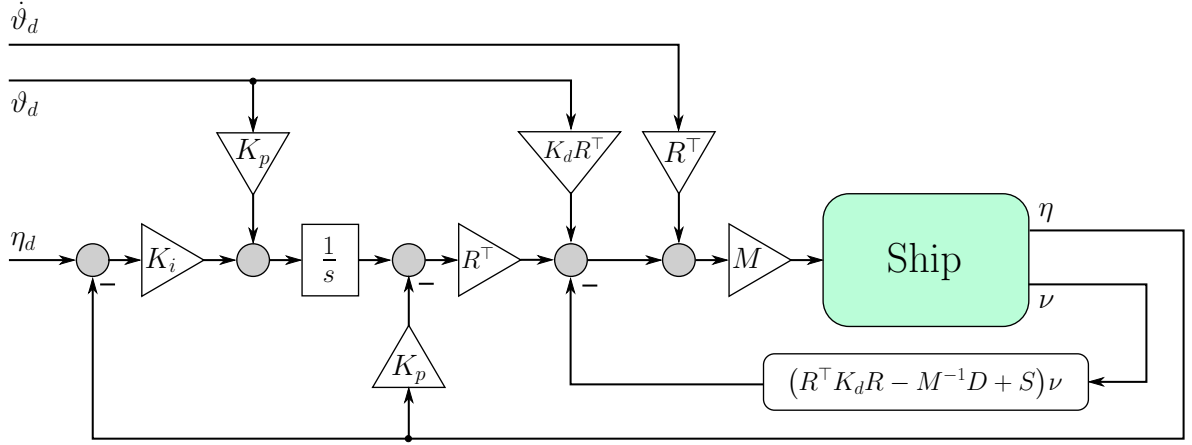 ϑ̇_d
ϑ_d
K_p
K_d R^⊤
R^⊤
η_d
−
K_i
1/s
−
R^⊤
−
M
Ship
η
ν
K_p
(R^⊤ K_d R − M^{−1} D + S)ν